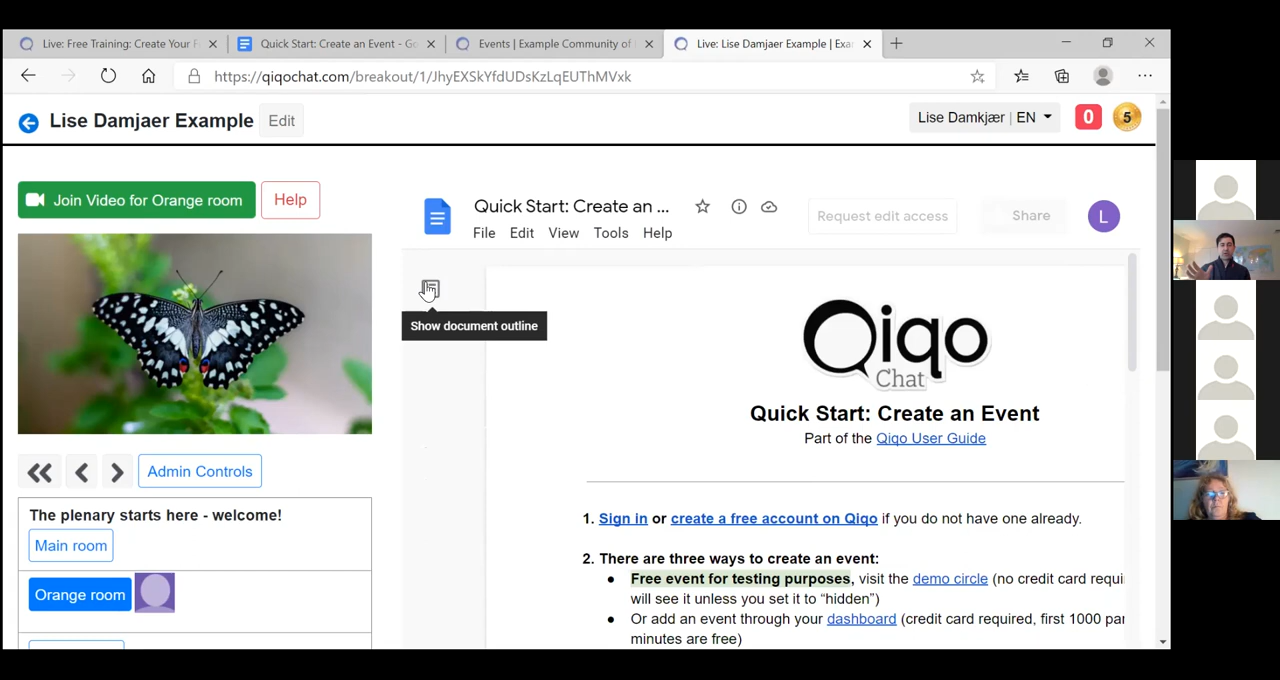 Live: Free Training: Create Your F
Quick Start: Create an Event - Go
Events | Example Community of
Live: Lise Damjaer Example | Exa
https://qiqochat.com/breakout/1/JhyEXSkYfdUDsKzLqEUThMVxk
Lise Damjaer Example
Edit
Lise Damkjær | EN
0
5
Join Video for Orange room
Help
Quick Start: Create an ...
Request edit access
Share
L
File Edit View Tools Help
Show document outline
Qiqo
Chat
Quick Start: Create an Event
Part of the Qiqo User Guide
Admin Controls
The plenary starts here - welcome!
Main room
Orange room
1. Sign in or create a free account on Qiqo if you do not have one already.
2. There are three ways to create an event:
● Free event for testing purposes, visit the demo circle (no credit card requi
will see it unless you set it to “hidden”)
● Or add an event through your dashboard (credit card required, first 1000 par
minutes are free)